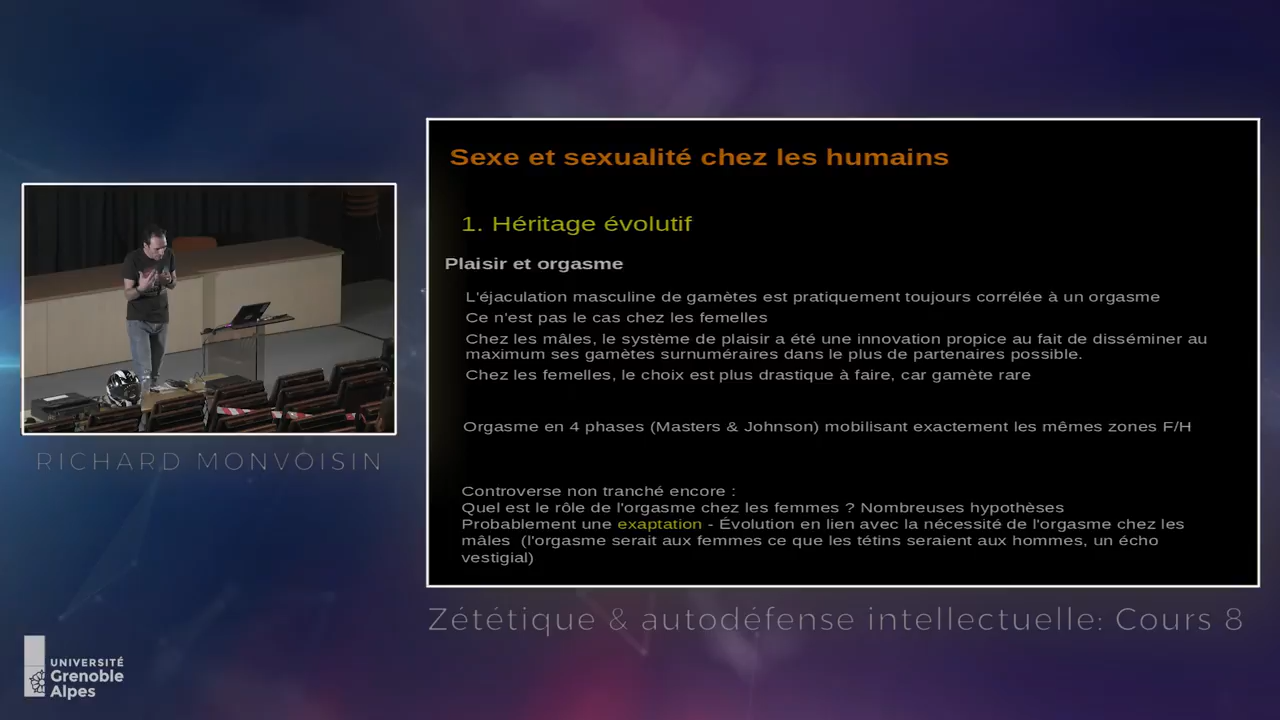 Sexe et sexualité chez les humains
1. Héritage évolutif
Plaisir et orgasme
L'éjaculation masculine de gamètes est pratiquement toujours corrélée à un orgasme
Ce n'est pas le cas chez les femelles
Chez les mâles, le système de plaisir a été une innovation propice au fait de disséminer au
maximum ses gamètes surnuméraires dans le plus de partenaires possible.
Chez les femelles, le choix est plus drastique à faire, car gamète rare
Orgasme en 4 phases (Masters & Johnson) mobilisant exactement les mêmes zones F/H
Controverse non tranché encore :
Quel est le rôle de l'orgasme chez les femmes ? Nombreuses hypothèses
Probablement une exaptation - Évolution en lien avec la nécessité de l'orgasme chez les
mâles  (l'orgasme serait aux femmes ce que les tétins seraient aux hommes, un écho
vestigial)
RICHARD MONVOISIN
Zététique & autodéfense intellectuelle: Cours 8
UNIVERSITÉ
Grenoble
Alpes